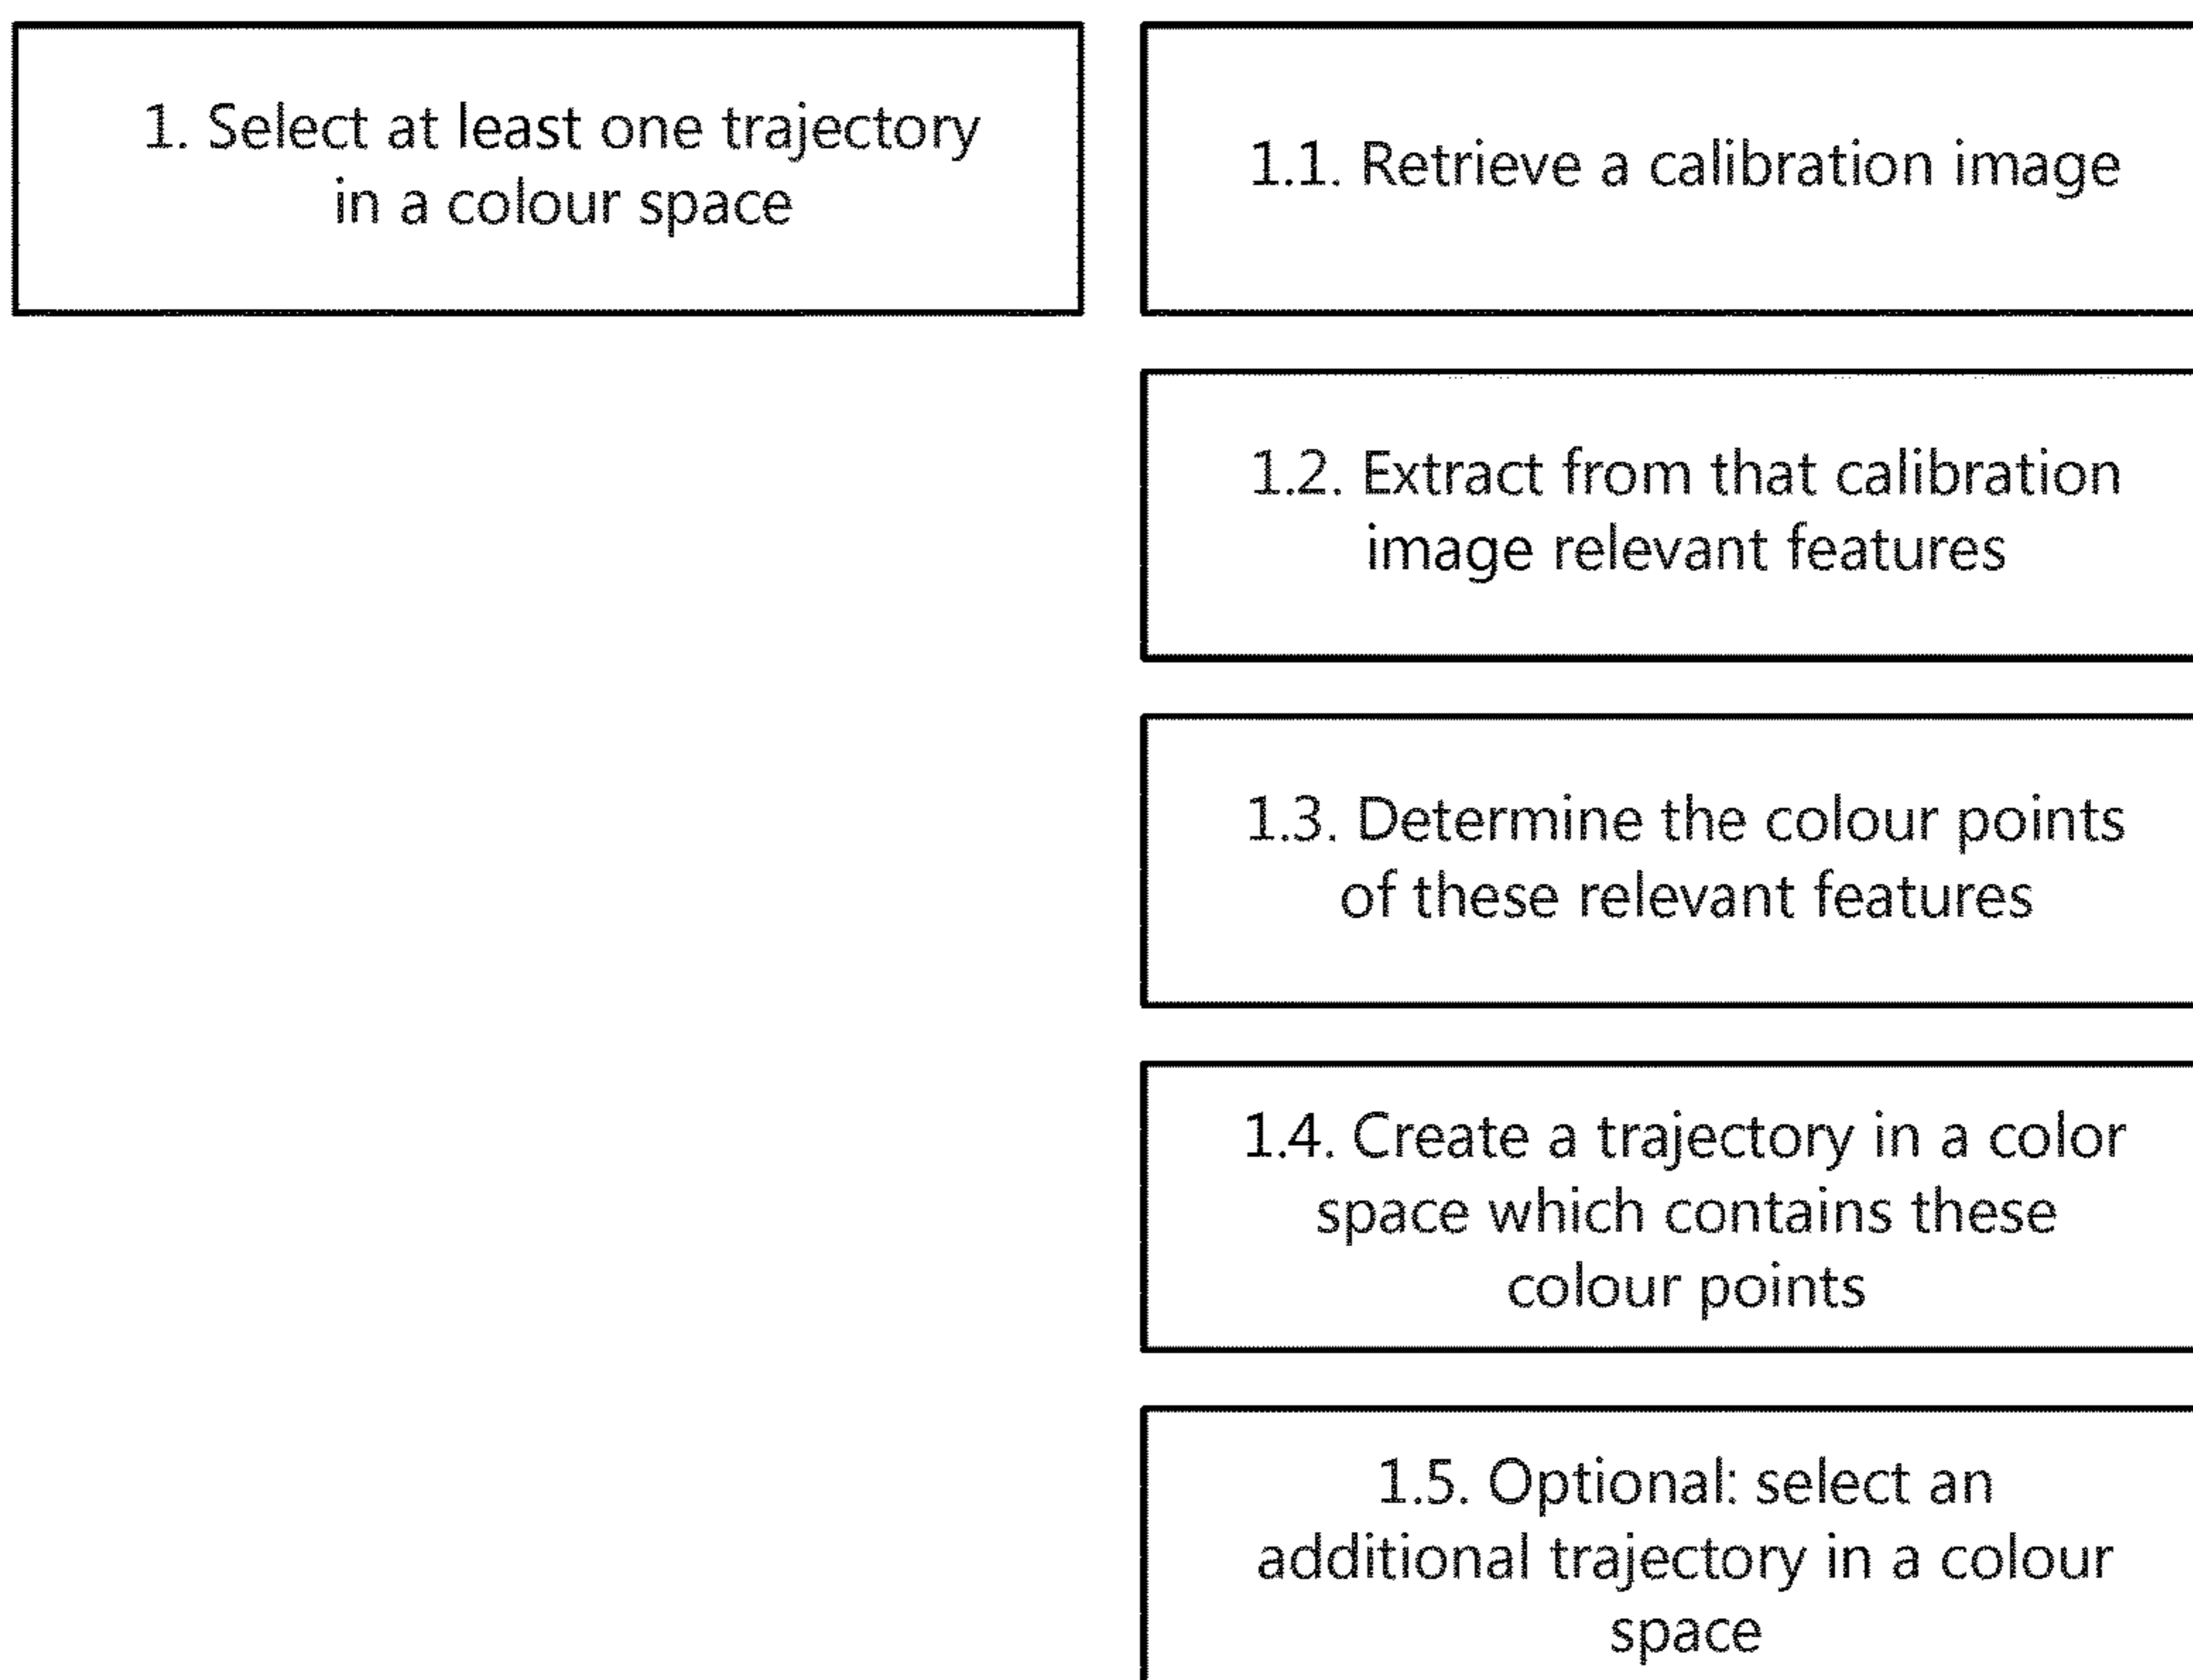 1. Select at least one trajectory
in a colour space
1.1. Retrieve a calibration image
1.2. Extract from that calibration
image relevant features
1.3. Determine the colour points
of these relevant features
1.4. Create a trajectory in a color
space which contains these
colour points
1.5. Optional: select an
additional trajectory in a colour
space